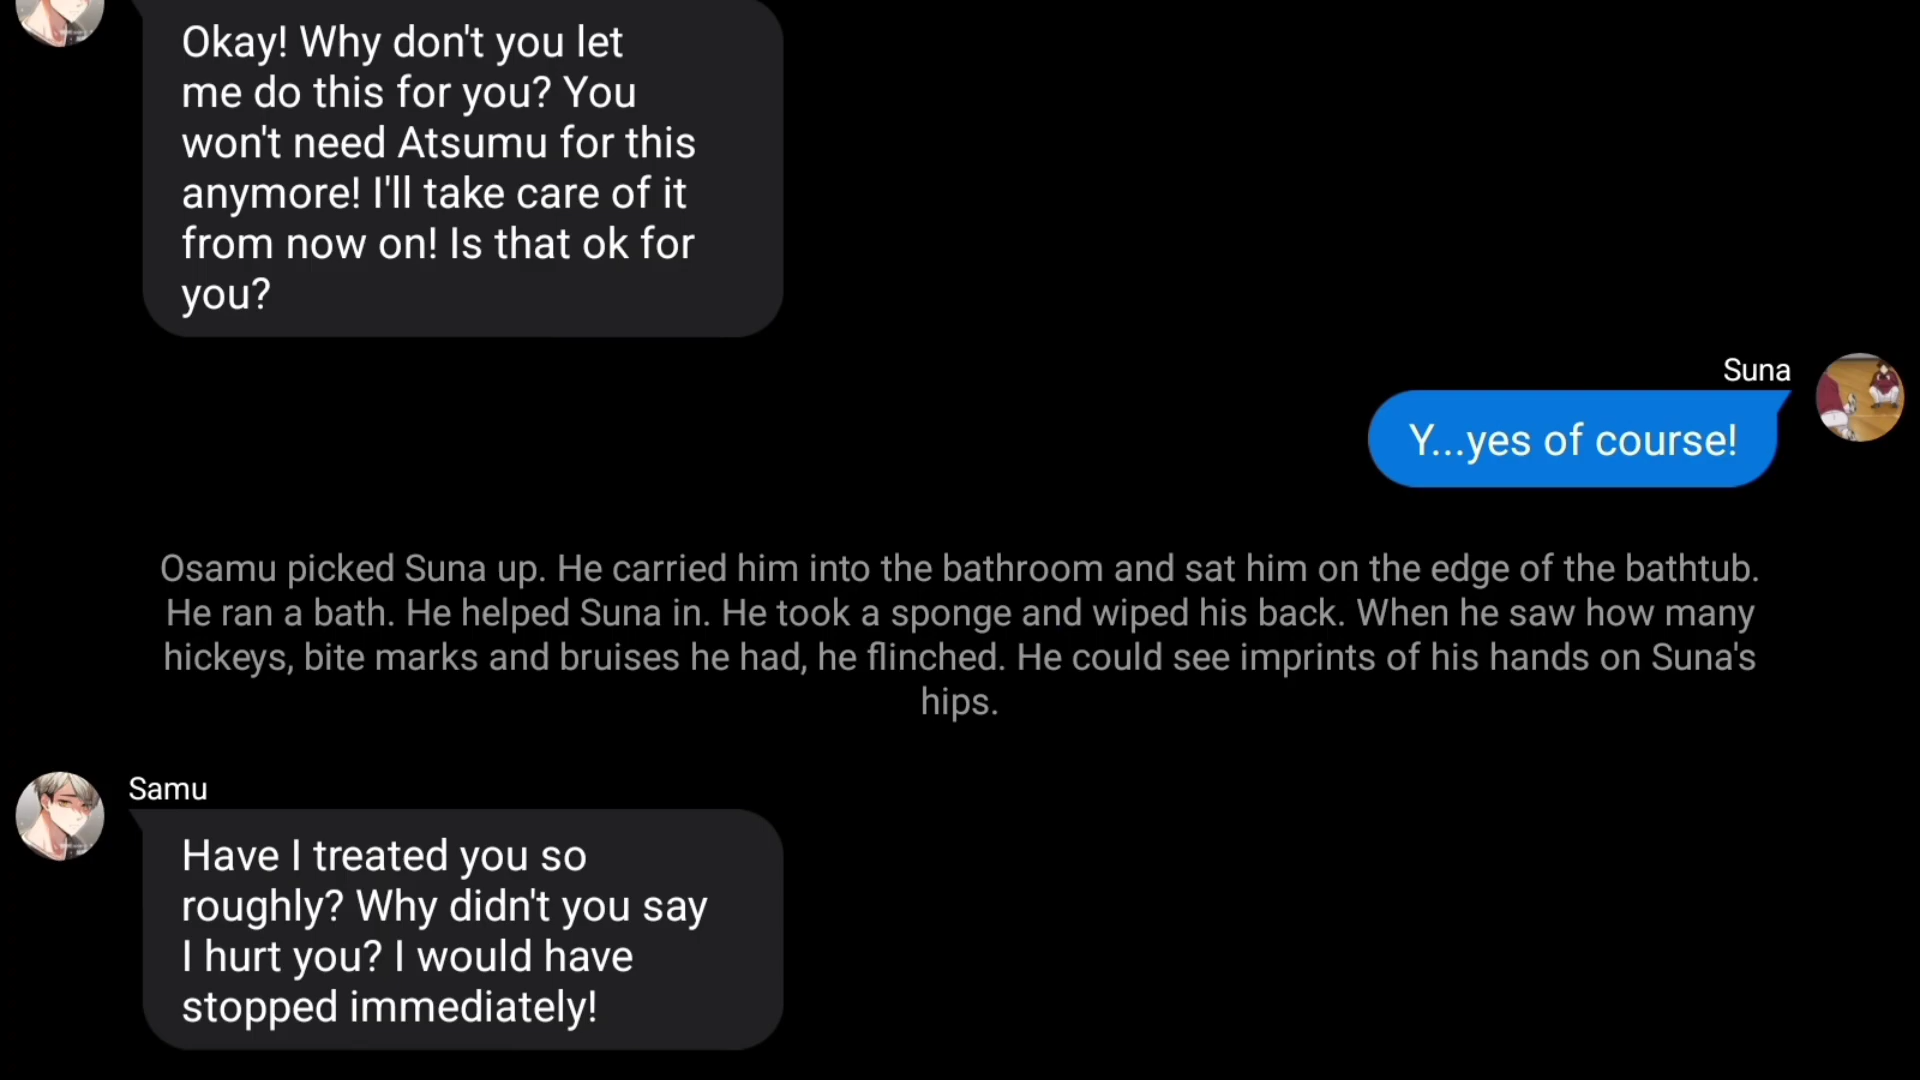 Okay! Why don't you let
me do this for you? You
won't need Atsumu for this
anymore! I'll take care of it
from now on! Is that ok for
you?
Suna
Y...yes of course!
Osamu picked Suna up. He carried him into the bathroom and sat him on the edge of the bathtub.
He ran a bath. He helped Suna in. He took a sponge and wiped his back. When he saw how many
hickeys, bite marks and bruises he had, he flinched. He could see imprints of his hands on Suna's
hips.
Samu
Have I treated you so
roughly? Why didn't you say
I hurt you? I would have
stopped immediately!